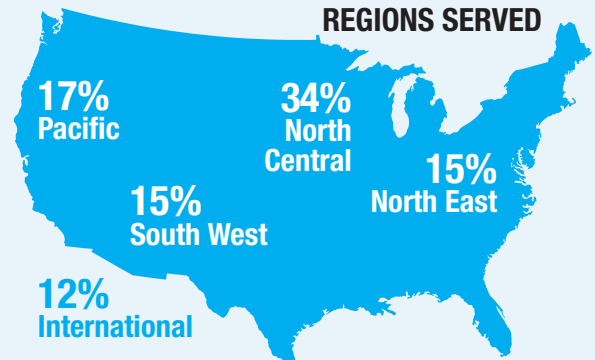 REGIONS SERVED
17%
Pacific
34%
North
Central
15%
North East
15%
South West
12%
International